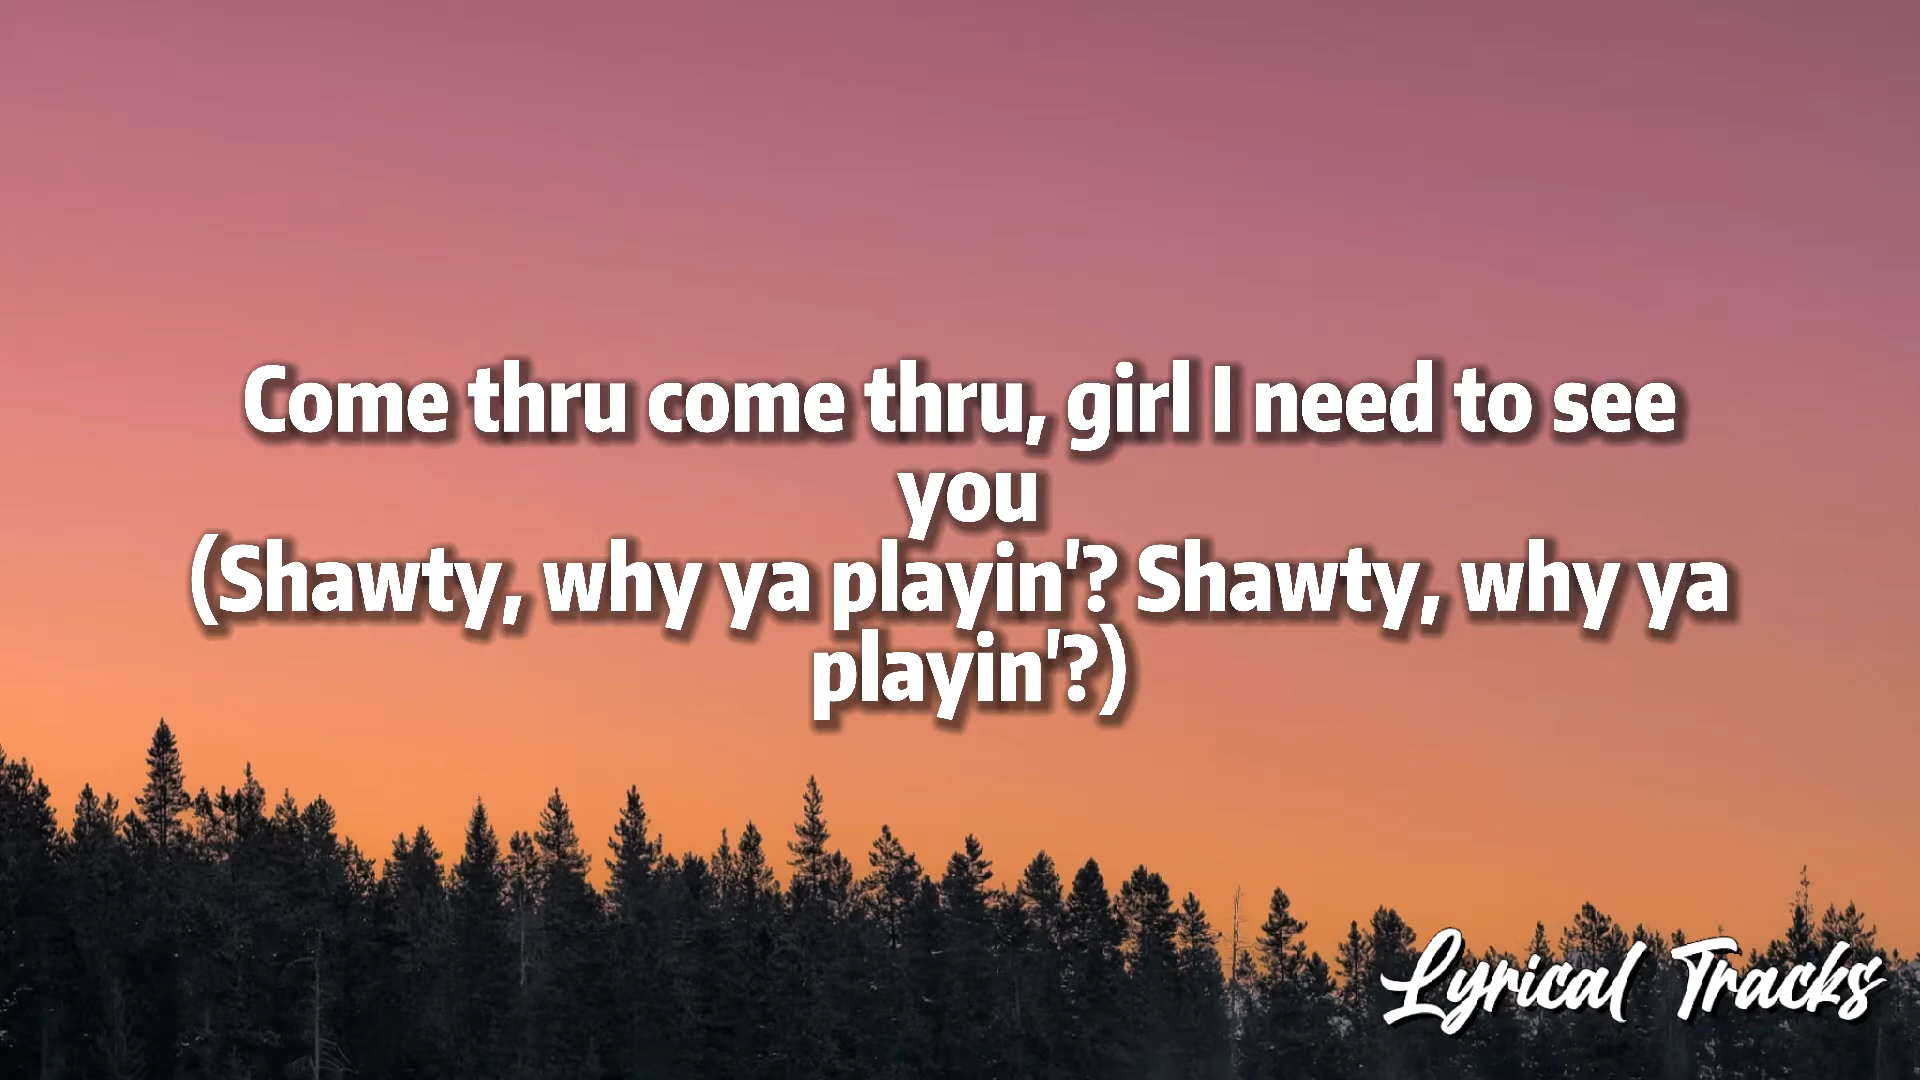 Come thru come thru, girl I need to see
you
(Shawty, why ya playin'? Shawty, why ya
playin'?)
Lyrical Tracks